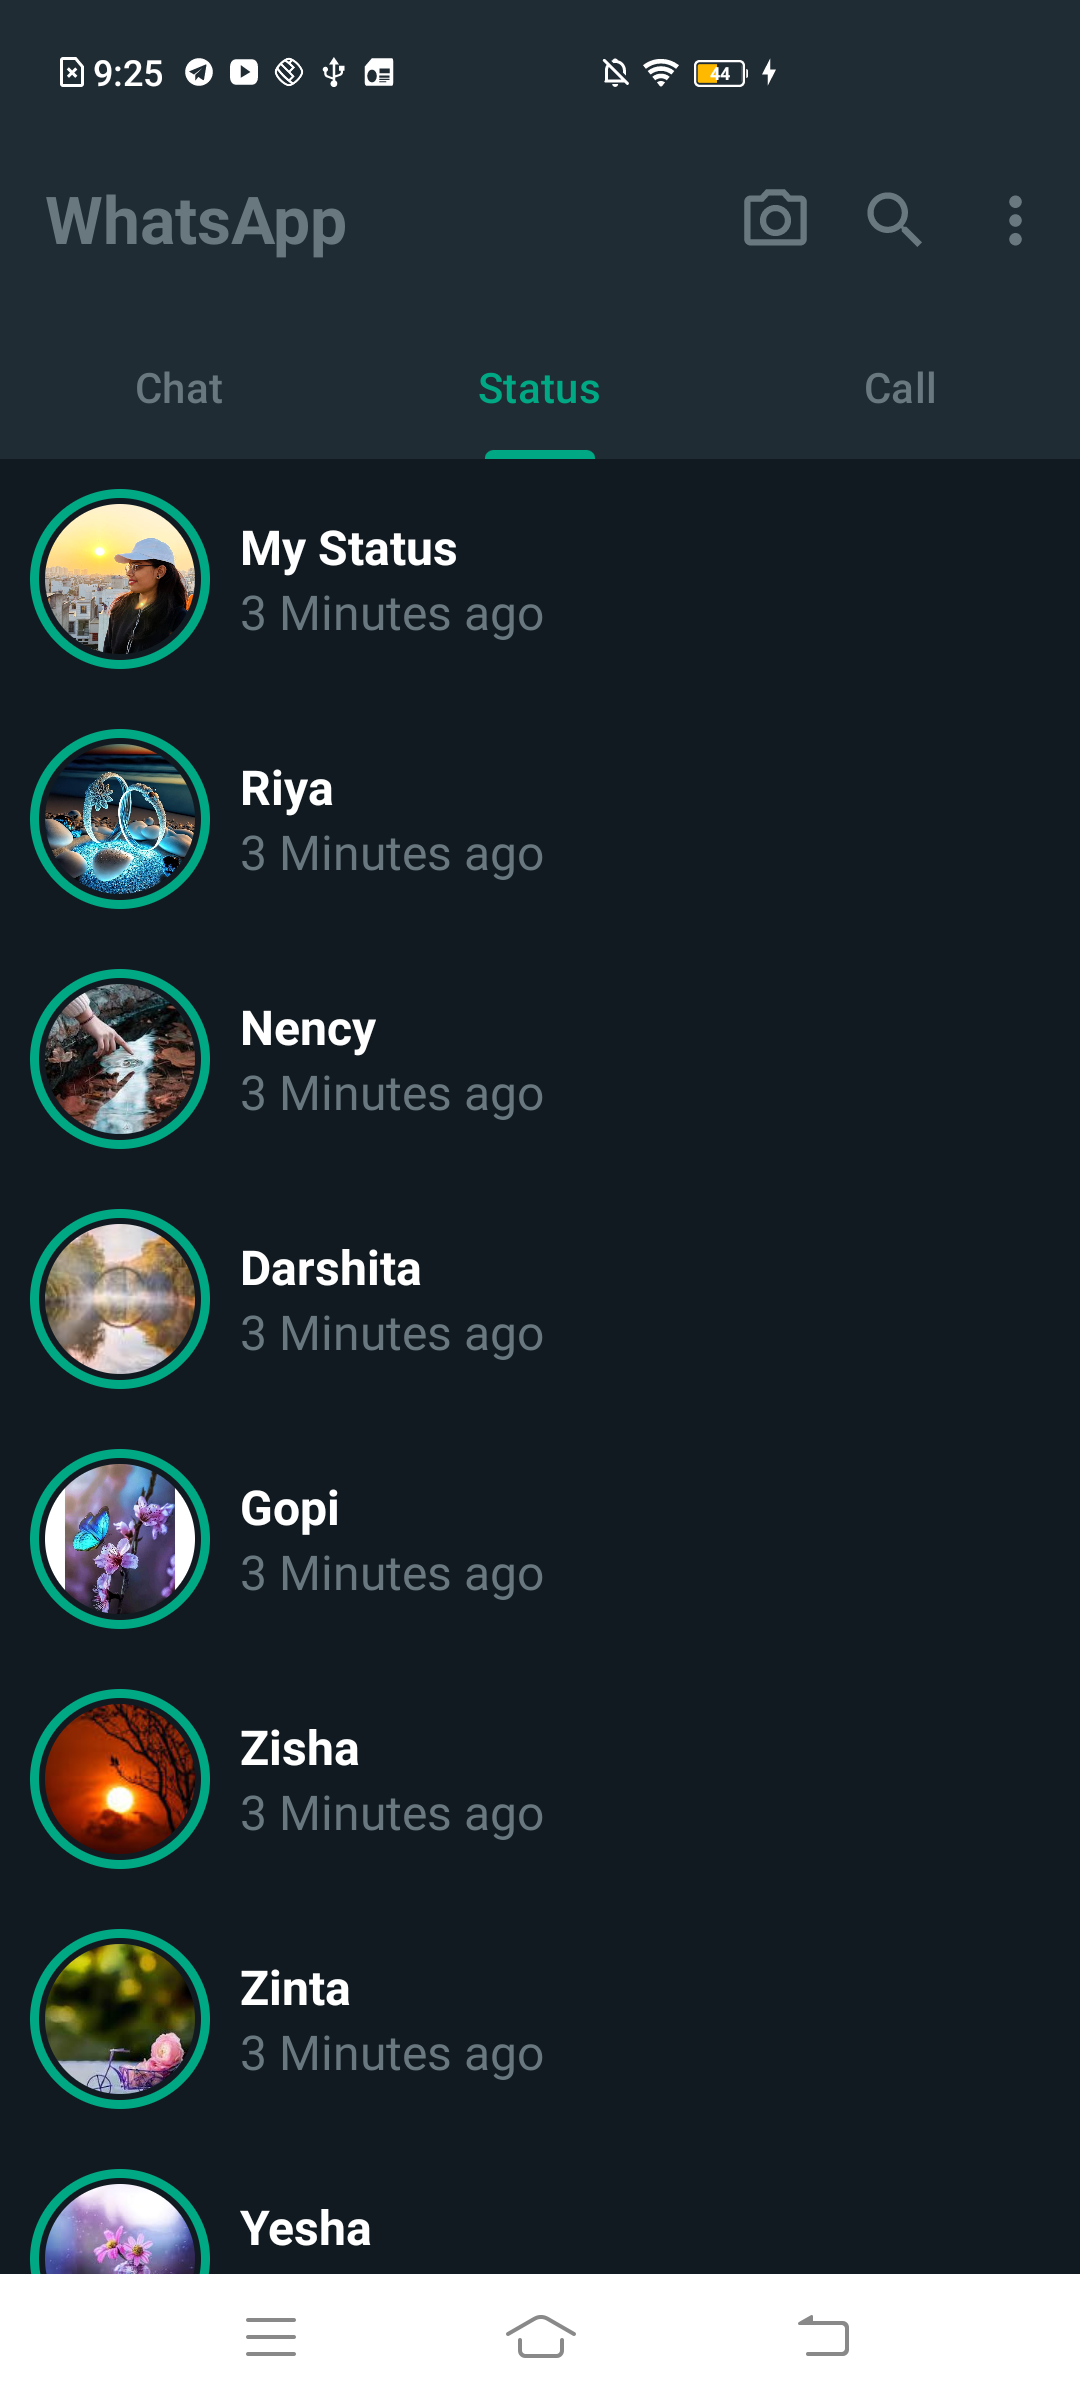 9:25
44
WhatsApp
Chat
Status
Call
My Status
3 Minutes ago
Riya
3 Minutes ago
Nency
3 Minutes ago
Darshita
3 Minutes ago
Gopi
3 Minutes ago
Zisha
3 Minutes ago
Zinta
3 Minutes ago
Yesha